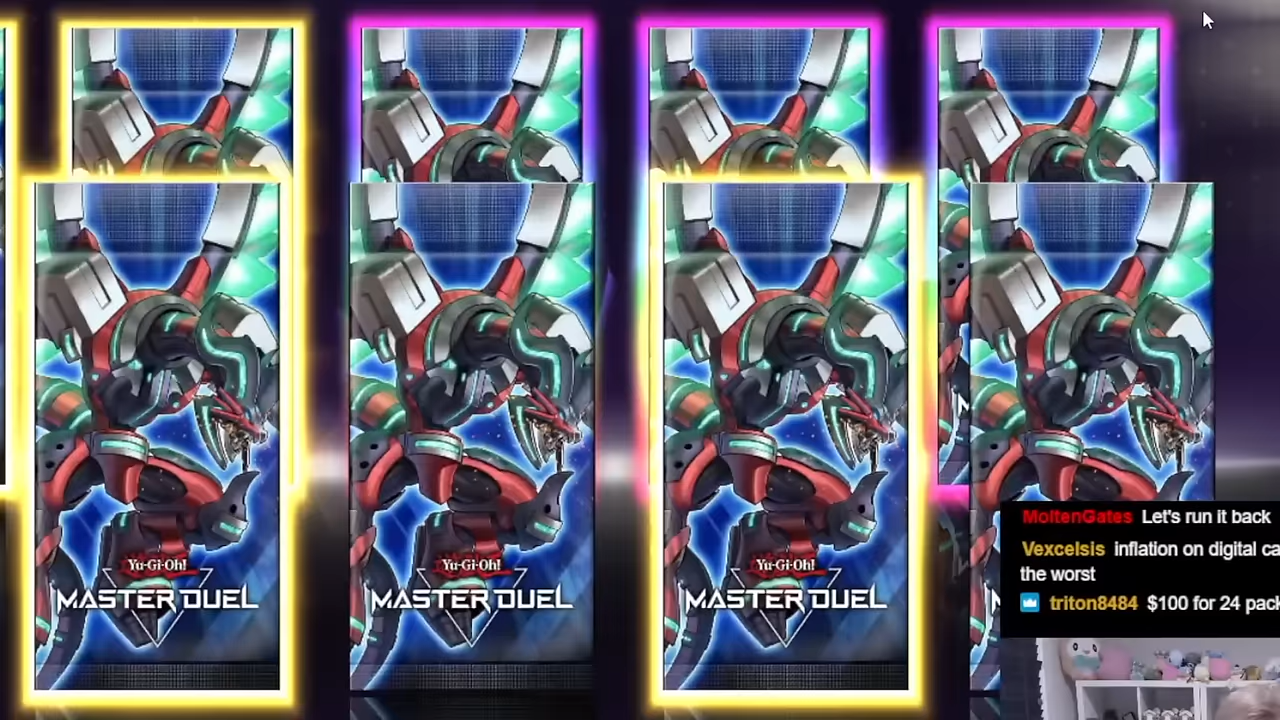 MoltenGates Let's run it back
Vexcelsis inflation on digital ca
the worst
triton8484 $100 for 24 pack
Yu-Gi-Oh!
MASTER DUEL
Yu-Gi-Oh!
MASTER DUEL
Yu-Gi-Oh!
MASTER DUEL